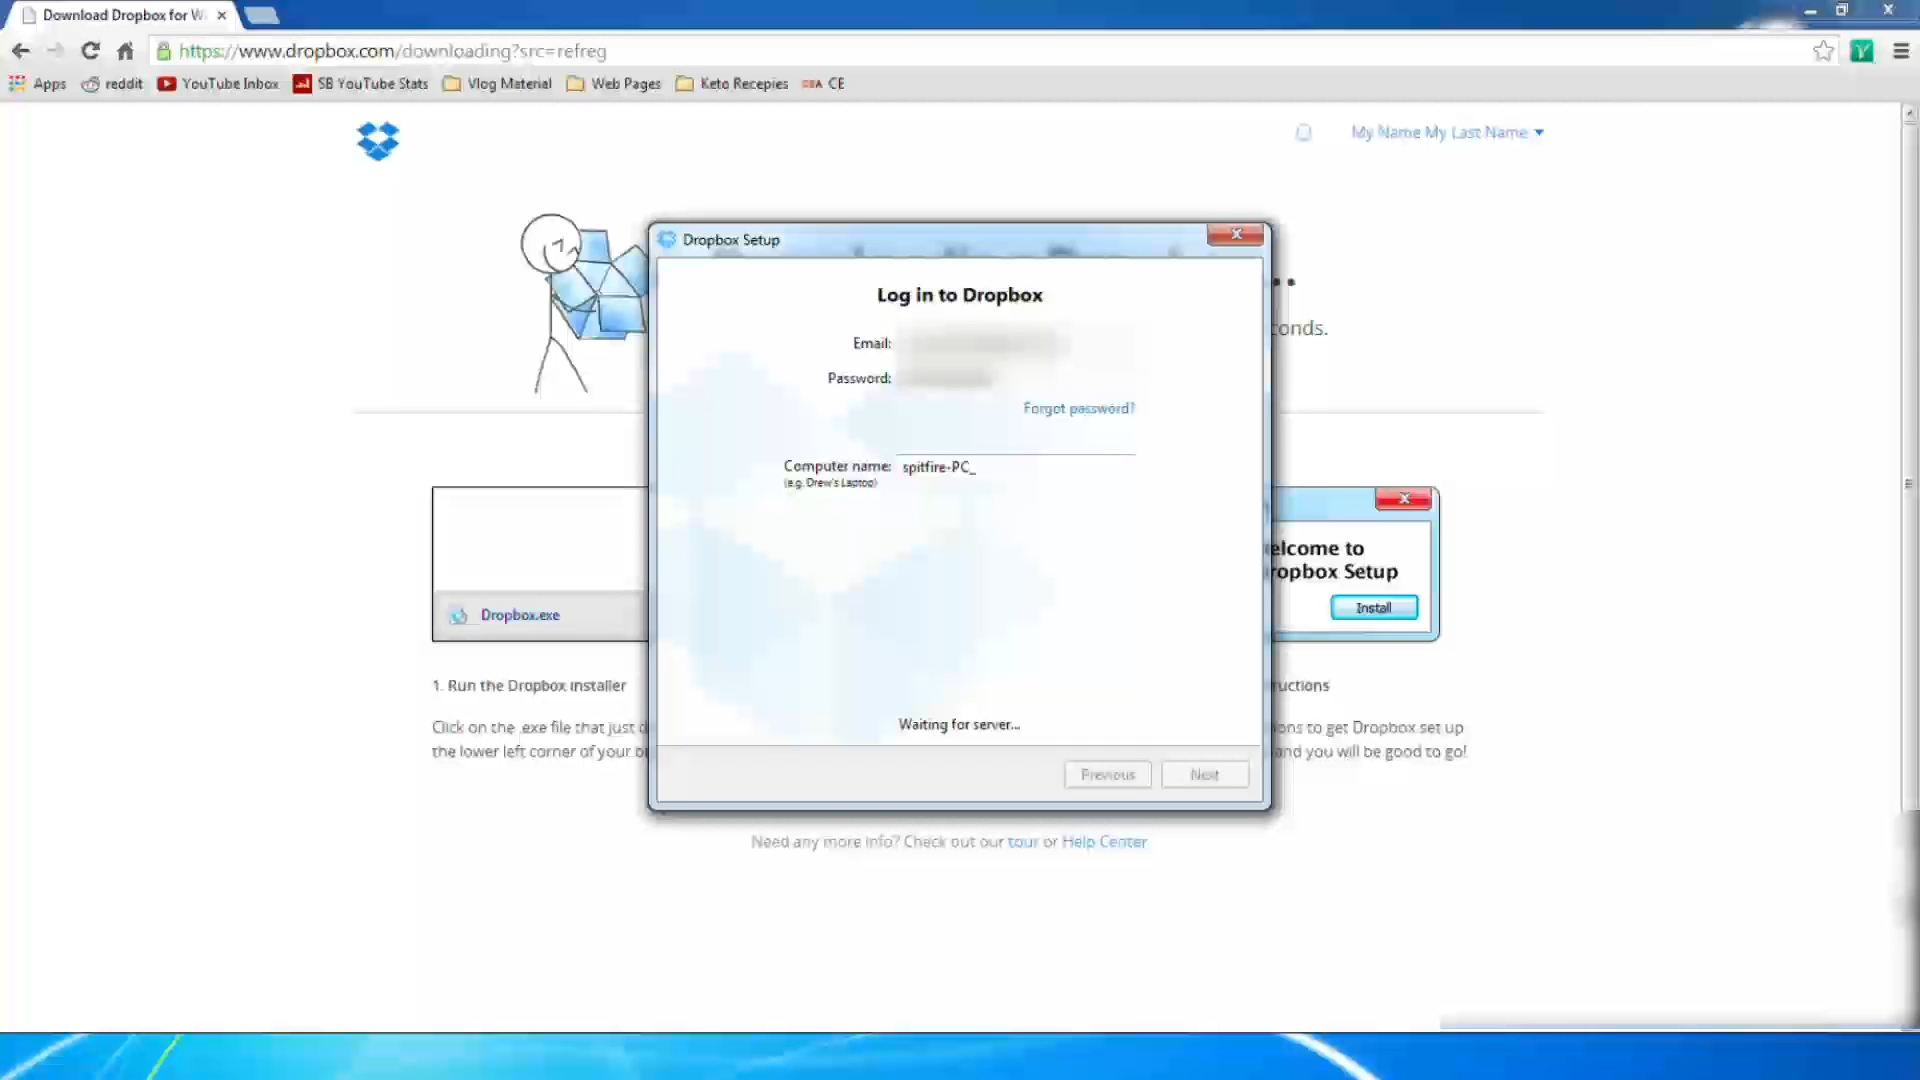 Download Dropbox for W
https://www.dropbox.com/downloading?src=refreg
Apps reddit YouTube Inbox SB YouTube Stats Vlog Material Web Pages Keto Recepies CE
My Name My Last Name
Dropbox Setup
Log in to Dropbox
Email:
Password:
Forgot password?
Computer name: spitfire-PC_
(e.g. Drew's Laptop)
Waiting for server...
Previous Next
onds.
elcome to
ropbox Setup
Install
Dropbox.exe
1. Run the Dropbox installer
Click on the .exe file that just d
the lower left corner of your b
ructions
ons to get Dropbox set up
and you will be good to go!
Need any more info? Check out our tour or Help Center